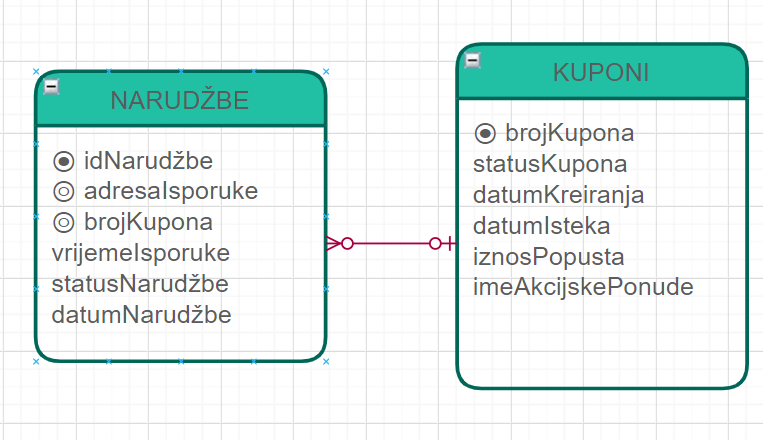 NARUDŽBE
idNarudžbe
adresaIsporuke
brojKupona
vrijemeIsporuke
statusNarudžbe
datumNarudžbe
KUPONI
brojKupona
statusKupona
datumKreiranja
datumIsteka
iznosPopusta
imeAkcijskePonude